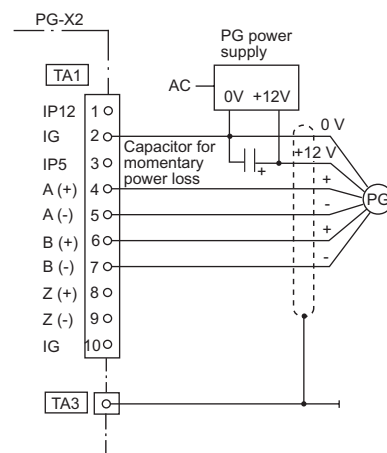 PG-X2
PG power
supply
AC
0V +12V
TA1
IP12 1
IG 2
IP5 3
A (+) 4
A (-) 5
B (+) 6
B (-) 7
Z (+) 8
Z (-) 9
IG 10
Capacitor for
momentary
power loss
+
0 V
+12 V
+
-
+
-
PG
TA3